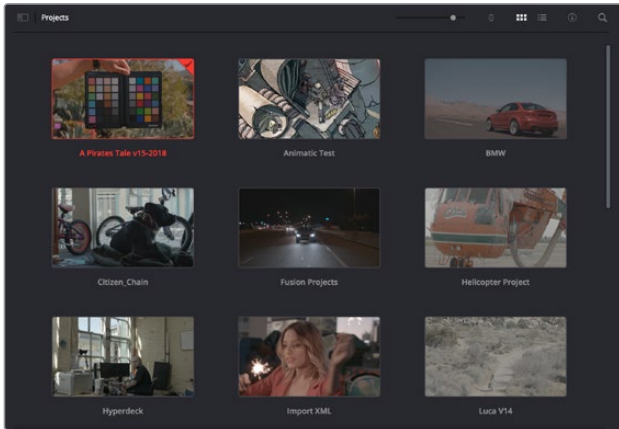 Projects
A Pirates Tale v15-2018
Animatic Test
BMW
Citizen_Chain
Fusion Projects
Helicopter Project
Hyperdeck
Import XML
Luca V14